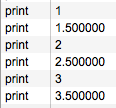 print 1
print 1.500000
print 2
print 2.500000
print 3
print 3.500000